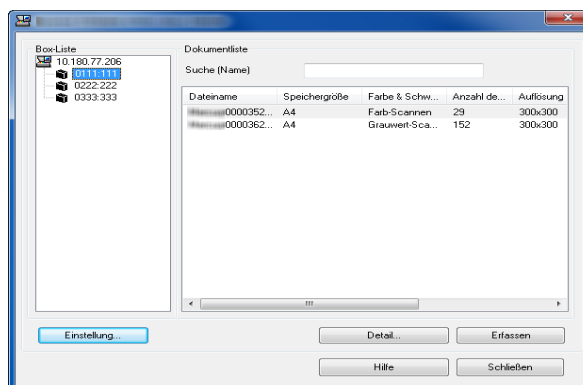 Box-Liste
10.180.77.206
0111:111
0222:222
0333:333
Dokumentliste
Suche (Name)
Dateiname Speichergröße Farbe & Schw... Anzahl de... Auflösung
0000352... A4 Farb-Scannen 29 300x300
0000362... A4 Grauwert-Sca... 152 300x300
Einstellung... Detail... Erfassen
Hilfe Schließen